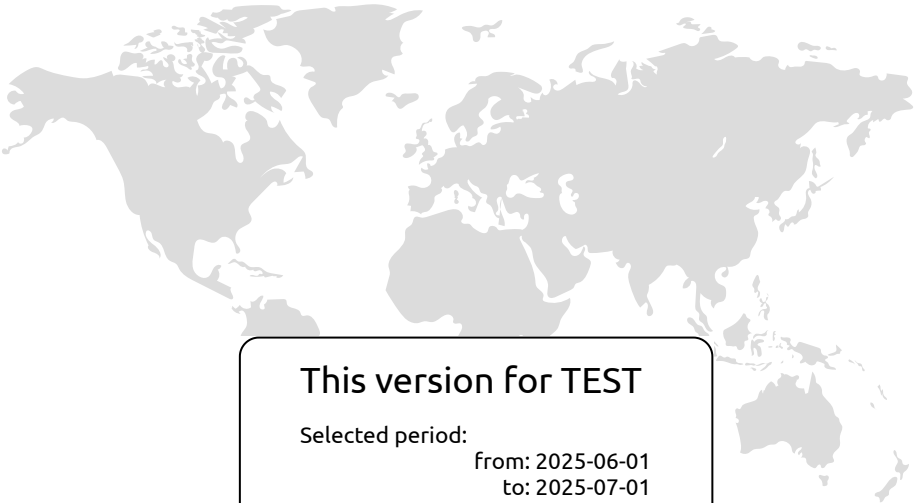 This version for TEST
Selected period:
from: 2025-06-01
to: 2025-07-01